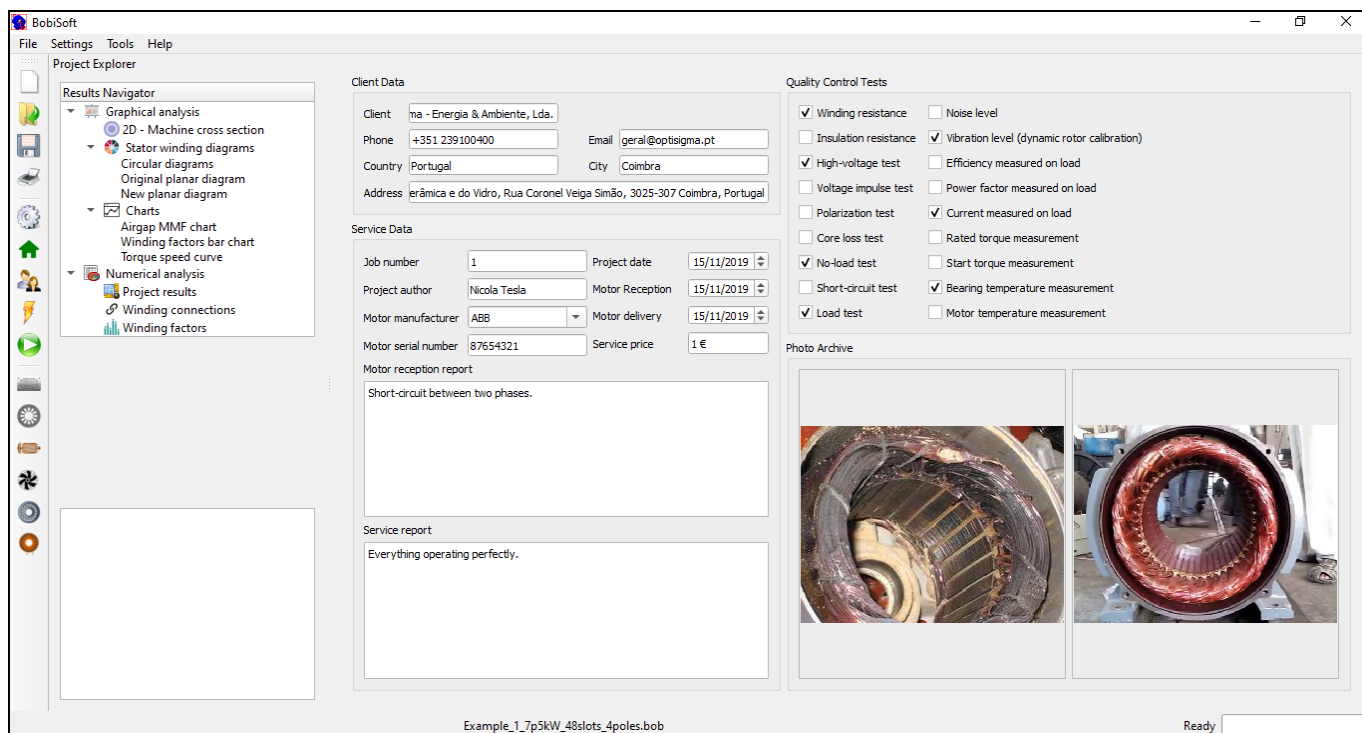 BobiSoft
File Settings Tools Help
Project Explorer
Results Navigator
Graphical analysis
2D - Machine cross section
Stator winding diagrams
Circular diagrams
Original planar diagram
New planar diagram
Charts
Airgap MMF chart
Winding factors bar chart
Torque speed curve
Numerical analysis
Project results
Winding connections
Winding factors
Client Data
Client ma - Energia & Ambiente, Lda.
Phone +351 239100400 Email geral@optisigma.pt
Country Portugal City Coimbra
Address erâmica e do Vidro, Rua Coronel Veiga Simão, 3025-307 Coimbra, Portugal
Service Data
Job number 1 Project date 15/11/2019
Project author Nicola Tesla Motor Reception 15/11/2019
Motor manufacturer ABB Motor delivery 15/11/2019
Motor serial number 87654321 Service price 1 €
Motor reception report
Short-circuit between two phases.
Service report
Everything operating perfectly.
Quality Control Tests
Winding resistance Noise level
Insulation resistance Vibration level (dynamic rotor calibration)
High-voltage test Efficiency measured on load
Voltage impulse test Power factor measured on load
Polarization test Current measured on load
Core loss test Rated torque measurement
No-load test Start torque measurement
Short-circuit test Bearing temperature measurement
Load test Motor temperature measurement
Photo Archive
Example_1_7p5kW_48slots_4poles.bob
Ready